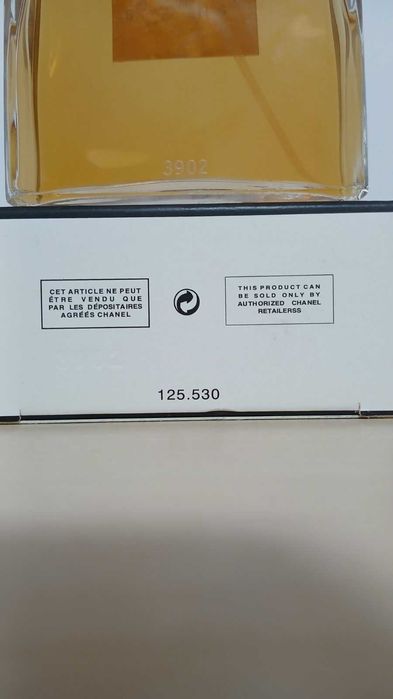 3902
CET ARTICLE NE PEUT
ÊTRE VENDU QUE
PAR LES DÉPOSITAIRES
AGRÉÉS CHANEL
THIS PRODUCT CAN
BE SOLD ONLY BY
AUTHORIZED CHANEL
RETAILERSS
125.530